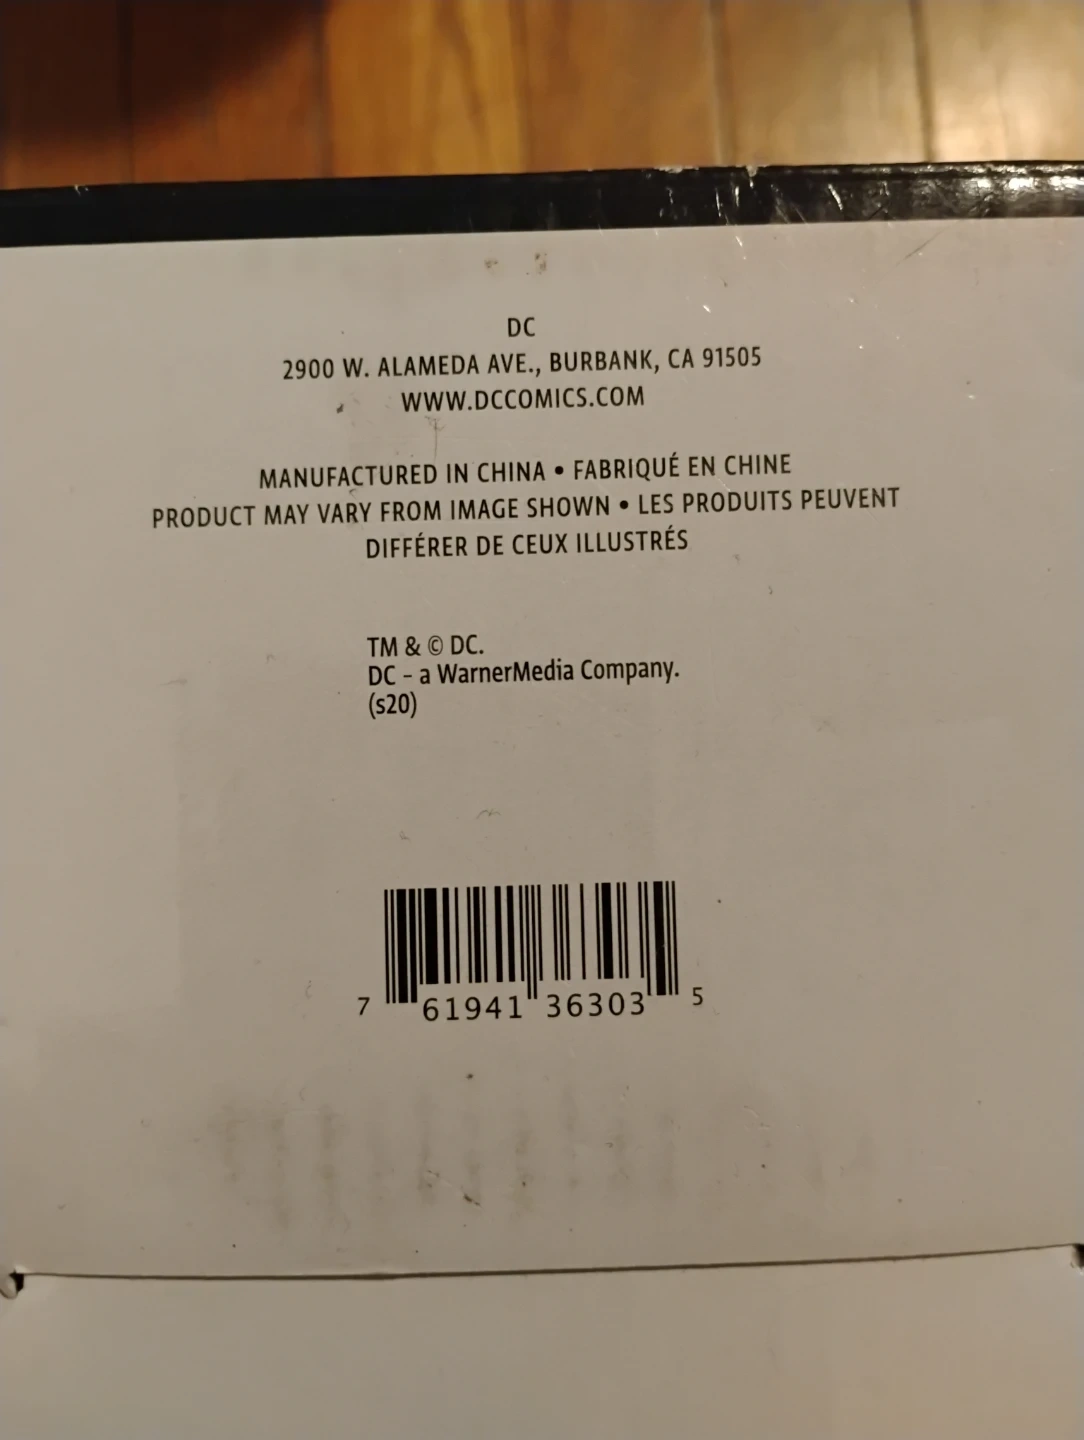 DC
2900 W. ALAMEDA AVE., BURBANK, CA 91505
WWW.DCCOMICS.COM
MANUFACTURED IN CHINA • FABRIQUÉ EN CHINE
PRODUCT MAY VARY FROM IMAGE SHOWN • LES PRODUITS PEUVENT
DIFFÉRER DE CEUX ILLUSTRÉS
TM & © DC.
DC – a WarnerMedia Company.
(s20)
7 61941 36303 5